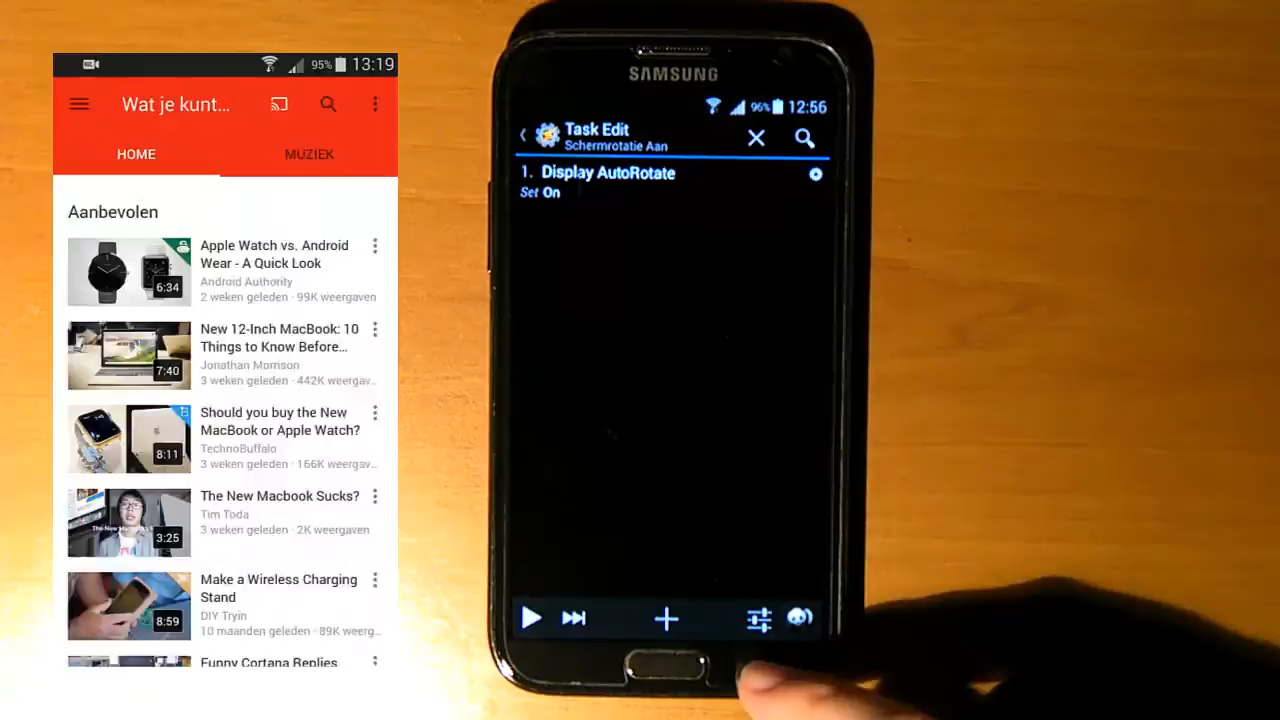 95% 13:19
Wat je kunt...
HOME MUZIEK
Aanbevolen
Apple Watch vs. Android
Wear - A Quick Look
Android Authority
2 weken geleden · 99K weergaven
6:34
New 12-Inch MacBook: 10
Things to Know Before...
Jonathan Morrison
3 weken geleden · 442K weergav...
7:40
Should you buy the New
MacBook or Apple Watch?
TechnoBuffalo
3 weken geleden · 166K weergav...
8:11
The New Macbook Sucks?
Tim Toda
3 weken geleden · 2K weergaven
3:25
Make a Wireless Charging
Stand
DIY Tryin
10 maanden geleden · 89K weerg...
8:59
Funny Cortana Replies
SAMSUNG
96% 12:56
Task Edit
Schermrotatie Aan
1. Display AutoRotate
Set On